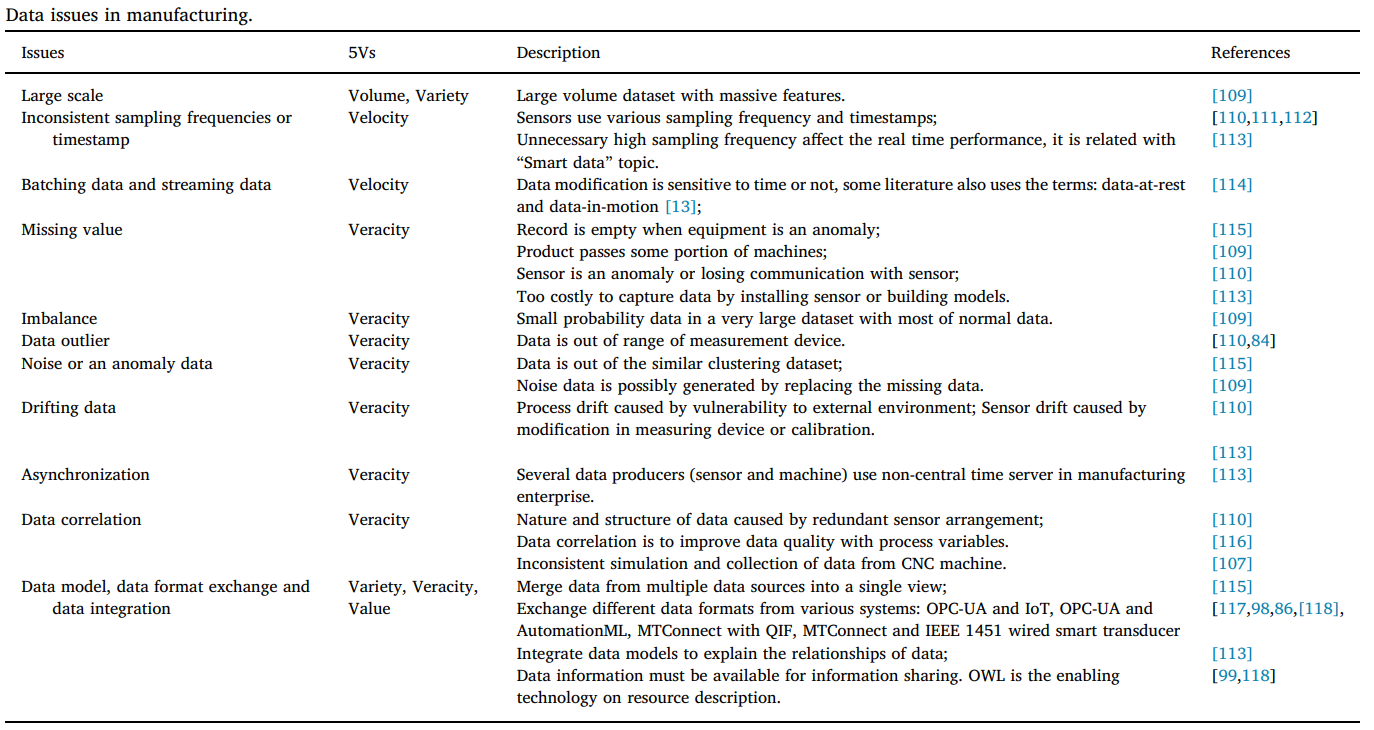 Data issues in manufacturing.
Issues 5Vs Description References
Large scale Volume, Variety Large volume dataset with massive features. [109]
Inconsistent sampling frequencies or Velocity Sensors use various sampling frequency and timestamps; [110,111,112]
timestamp Unnecessary high sampling frequency affect the real time performance, it is related with [113]
“Smart data” topic.
Batching data and streaming data Velocity Data modification is sensitive to time or not, some literature also uses the terms: data-at-rest [114]
and data-in-motion [13];
Missing value Veracity Record is empty when equipment is an anomaly; [115]
Product passes some portion of machines; [109]
Sensor is an anomaly or losing communication with sensor; [110]
Too costly to capture data by installing sensor or building models. [113]
Imbalance Veracity Small probability data in a very large dataset with most of normal data. [109]
Data outlier Veracity Data is out of range of measurement device. [110,84]
Noise or an anomaly data Veracity Data is out of the similar clustering dataset; [115]
Noise data is possibly generated by replacing the missing data. [109]
Drifting data Veracity Process drift caused by vulnerability to external environment; Sensor drift caused by [110]
modification in measuring device or calibration.
[113]
Asynchronization Veracity Several data producers (sensor and machine) use non-central time server in manufacturing [113]
enterprise.
Data correlation Veracity Nature and structure of data caused by redundant sensor arrangement; [110]
Data correlation is to improve data quality with process variables. [116]
Inconsistent simulation and collection of data from CNC machine. [107]
Data model, data format exchange and Variety, Veracity, Merge data from multiple data sources into a single view; [115]
data integration Value Exchange different data formats from various systems: OPC-UA and IoT, OPC-UA and [117,98,86,[118],
AutomationML, MTConnect with QIF, MTConnect and IEEE 1451 wired smart transducer
Integrate data models to explain the relationships of data; [113]
Data information must be available for information sharing. OWL is the enabling [99,118]
technology on resource description.